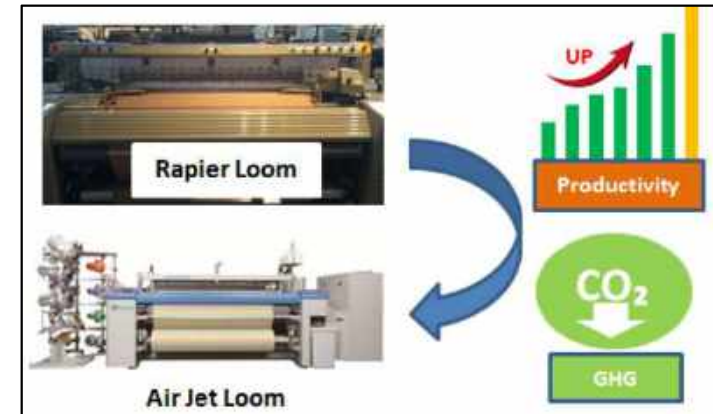 Rapier Loom
Air Jet Loom
UP
Productivity
CO₂
GHG